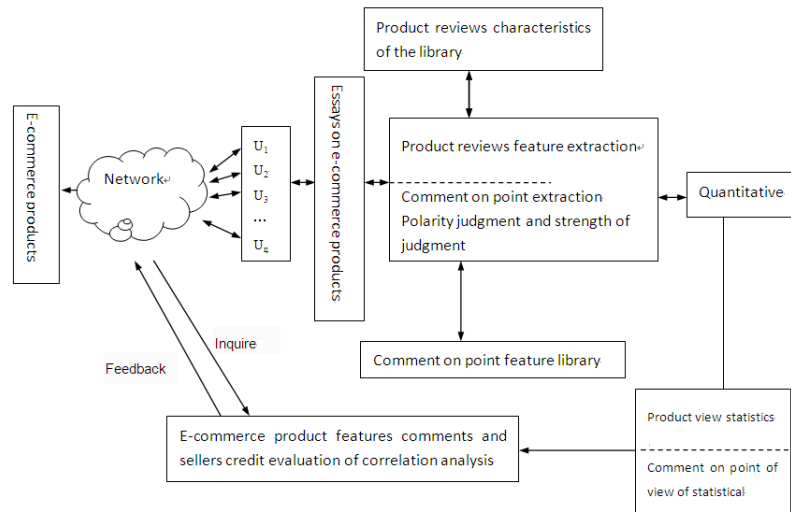 Product reviews characteristics
of the library
E-commerce products
Network
U1
U2
U3
...
Un
Essays on e-commerce products
Product reviews feature extraction
Comment on point extraction
Polarity judgment and strength of
judgment
Quantitative
Inquire
Feedback
Comment on point feature library
E-commerce product features comments and
sellers credit evaluation of correlation analysis
Product view statistics
Comment on point of
view of statistical